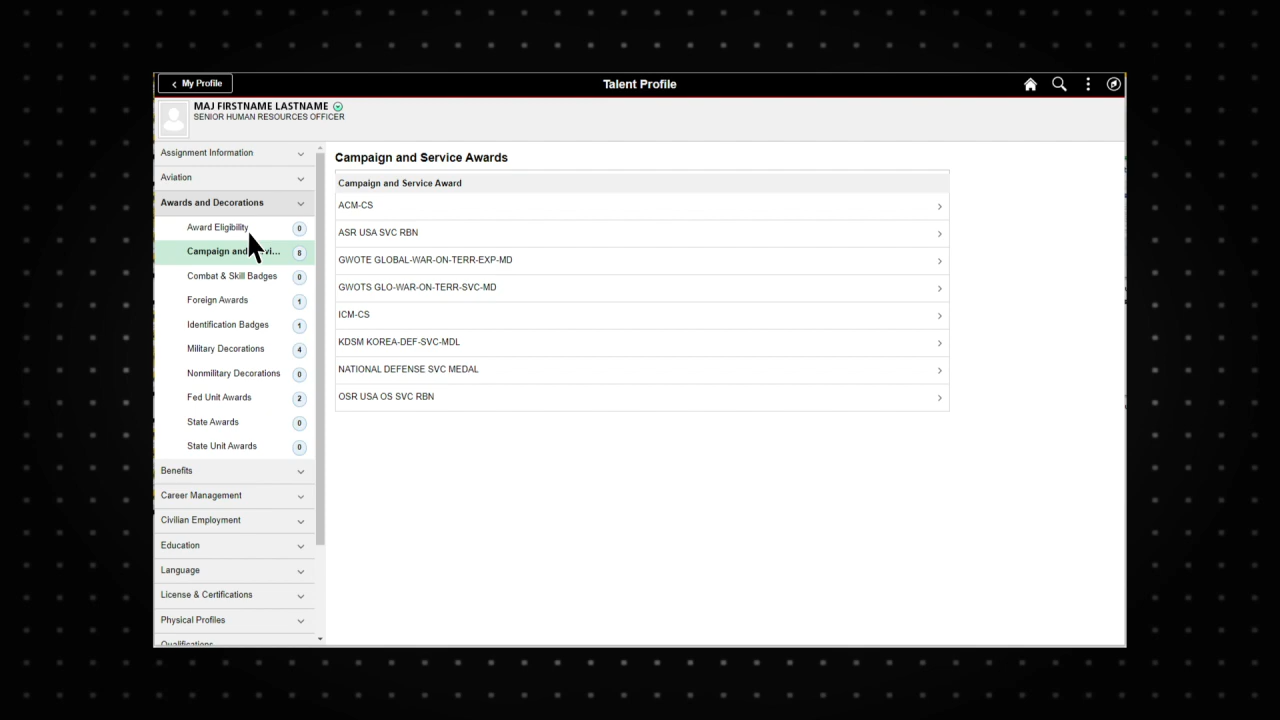 My Profile
Talent Profile
MAJ FIRSTNAME LASTNAME
SENIOR HUMAN RESOURCES OFFICER
Assignment Information
Aviation
Awards and Decorations
Award Eligibility 0
Campaign and ...vi... 8
Combat & Skill Badges 0
Foreign Awards 1
Identification Badges 1
Military Decorations 4
Nonmilitary Decorations 0
Fed Unit Awards 2
State Awards 0
State Unit Awards 0
Benefits
Career Management
Civilian Employment
Education
Language
License & Certifications
Physical Profiles
Qualifications
Campaign and Service Awards
Campaign and Service Award
ACM-CS
ASR USA SVC RBN
GWOTE GLOBAL-WAR-ON-TERR-EXP-MD
GWOTS GLO-WAR-ON-TERR-SVC-MD
ICM-CS
KDSM KOREA-DEF-SVC-MDL
NATIONAL DEFENSE SVC MEDAL
OSR USA OS SVC RBN